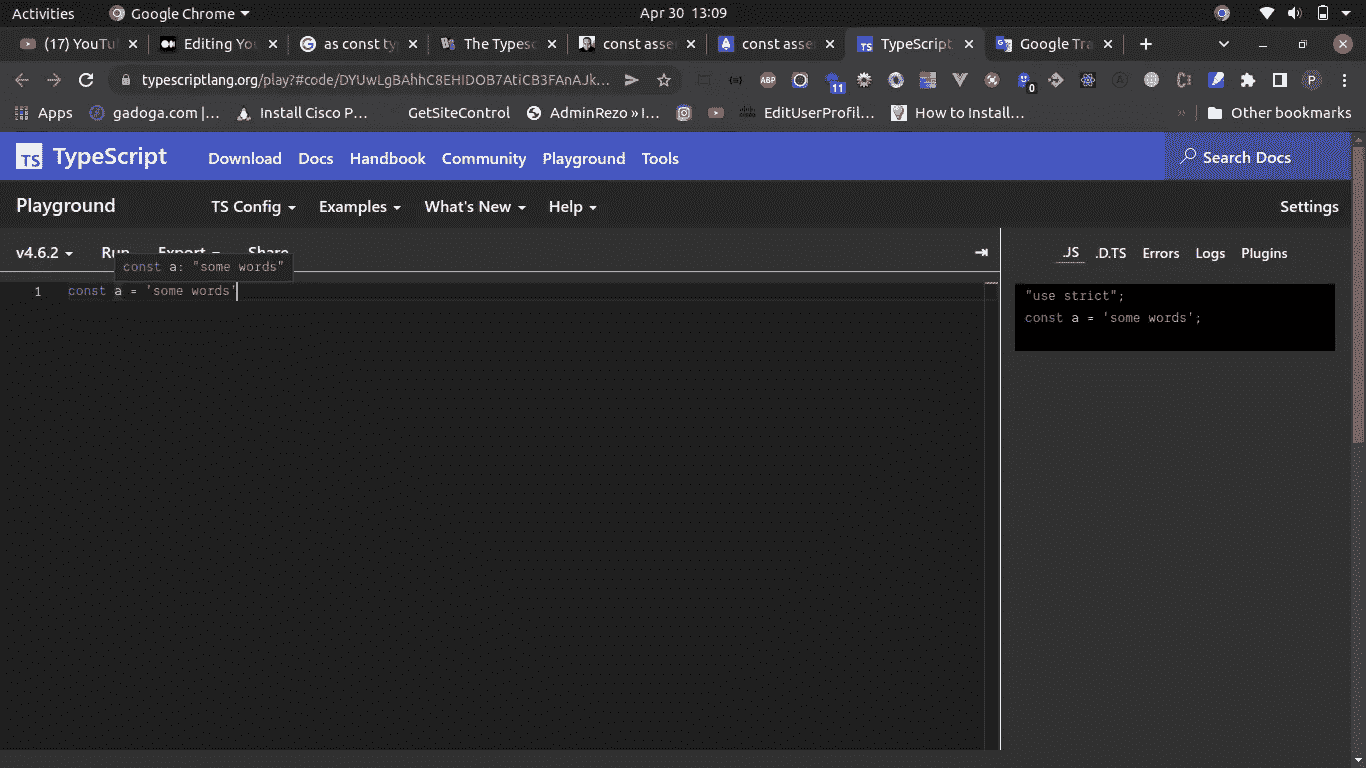 Activities Google Chrome Apr 30 13:09
(17) YouTu Editing You as const ty The Typesc const asse const asse TypeScript Google Tra
typescriptlang.org/play?#code/DYUwLgBAhhC8EHIDOB7AtiCB3FAnAJk... ABP 11 0 P
Apps gadoga.com |... Install Cisco P... GetSiteControl AdminRezo » I... EditUserProfil... How to Install... » Other bookmarks
TS TypeScript Download Docs Handbook Community Playground Tools Search Docs
Playground TS Config Examples What's New Help Settings
v4.6.2 Run Export Share .JS .D.TS Errors Logs Plugins
const a: "some words"
1 const a = 'some words'
"use strict";
const a = 'some words';